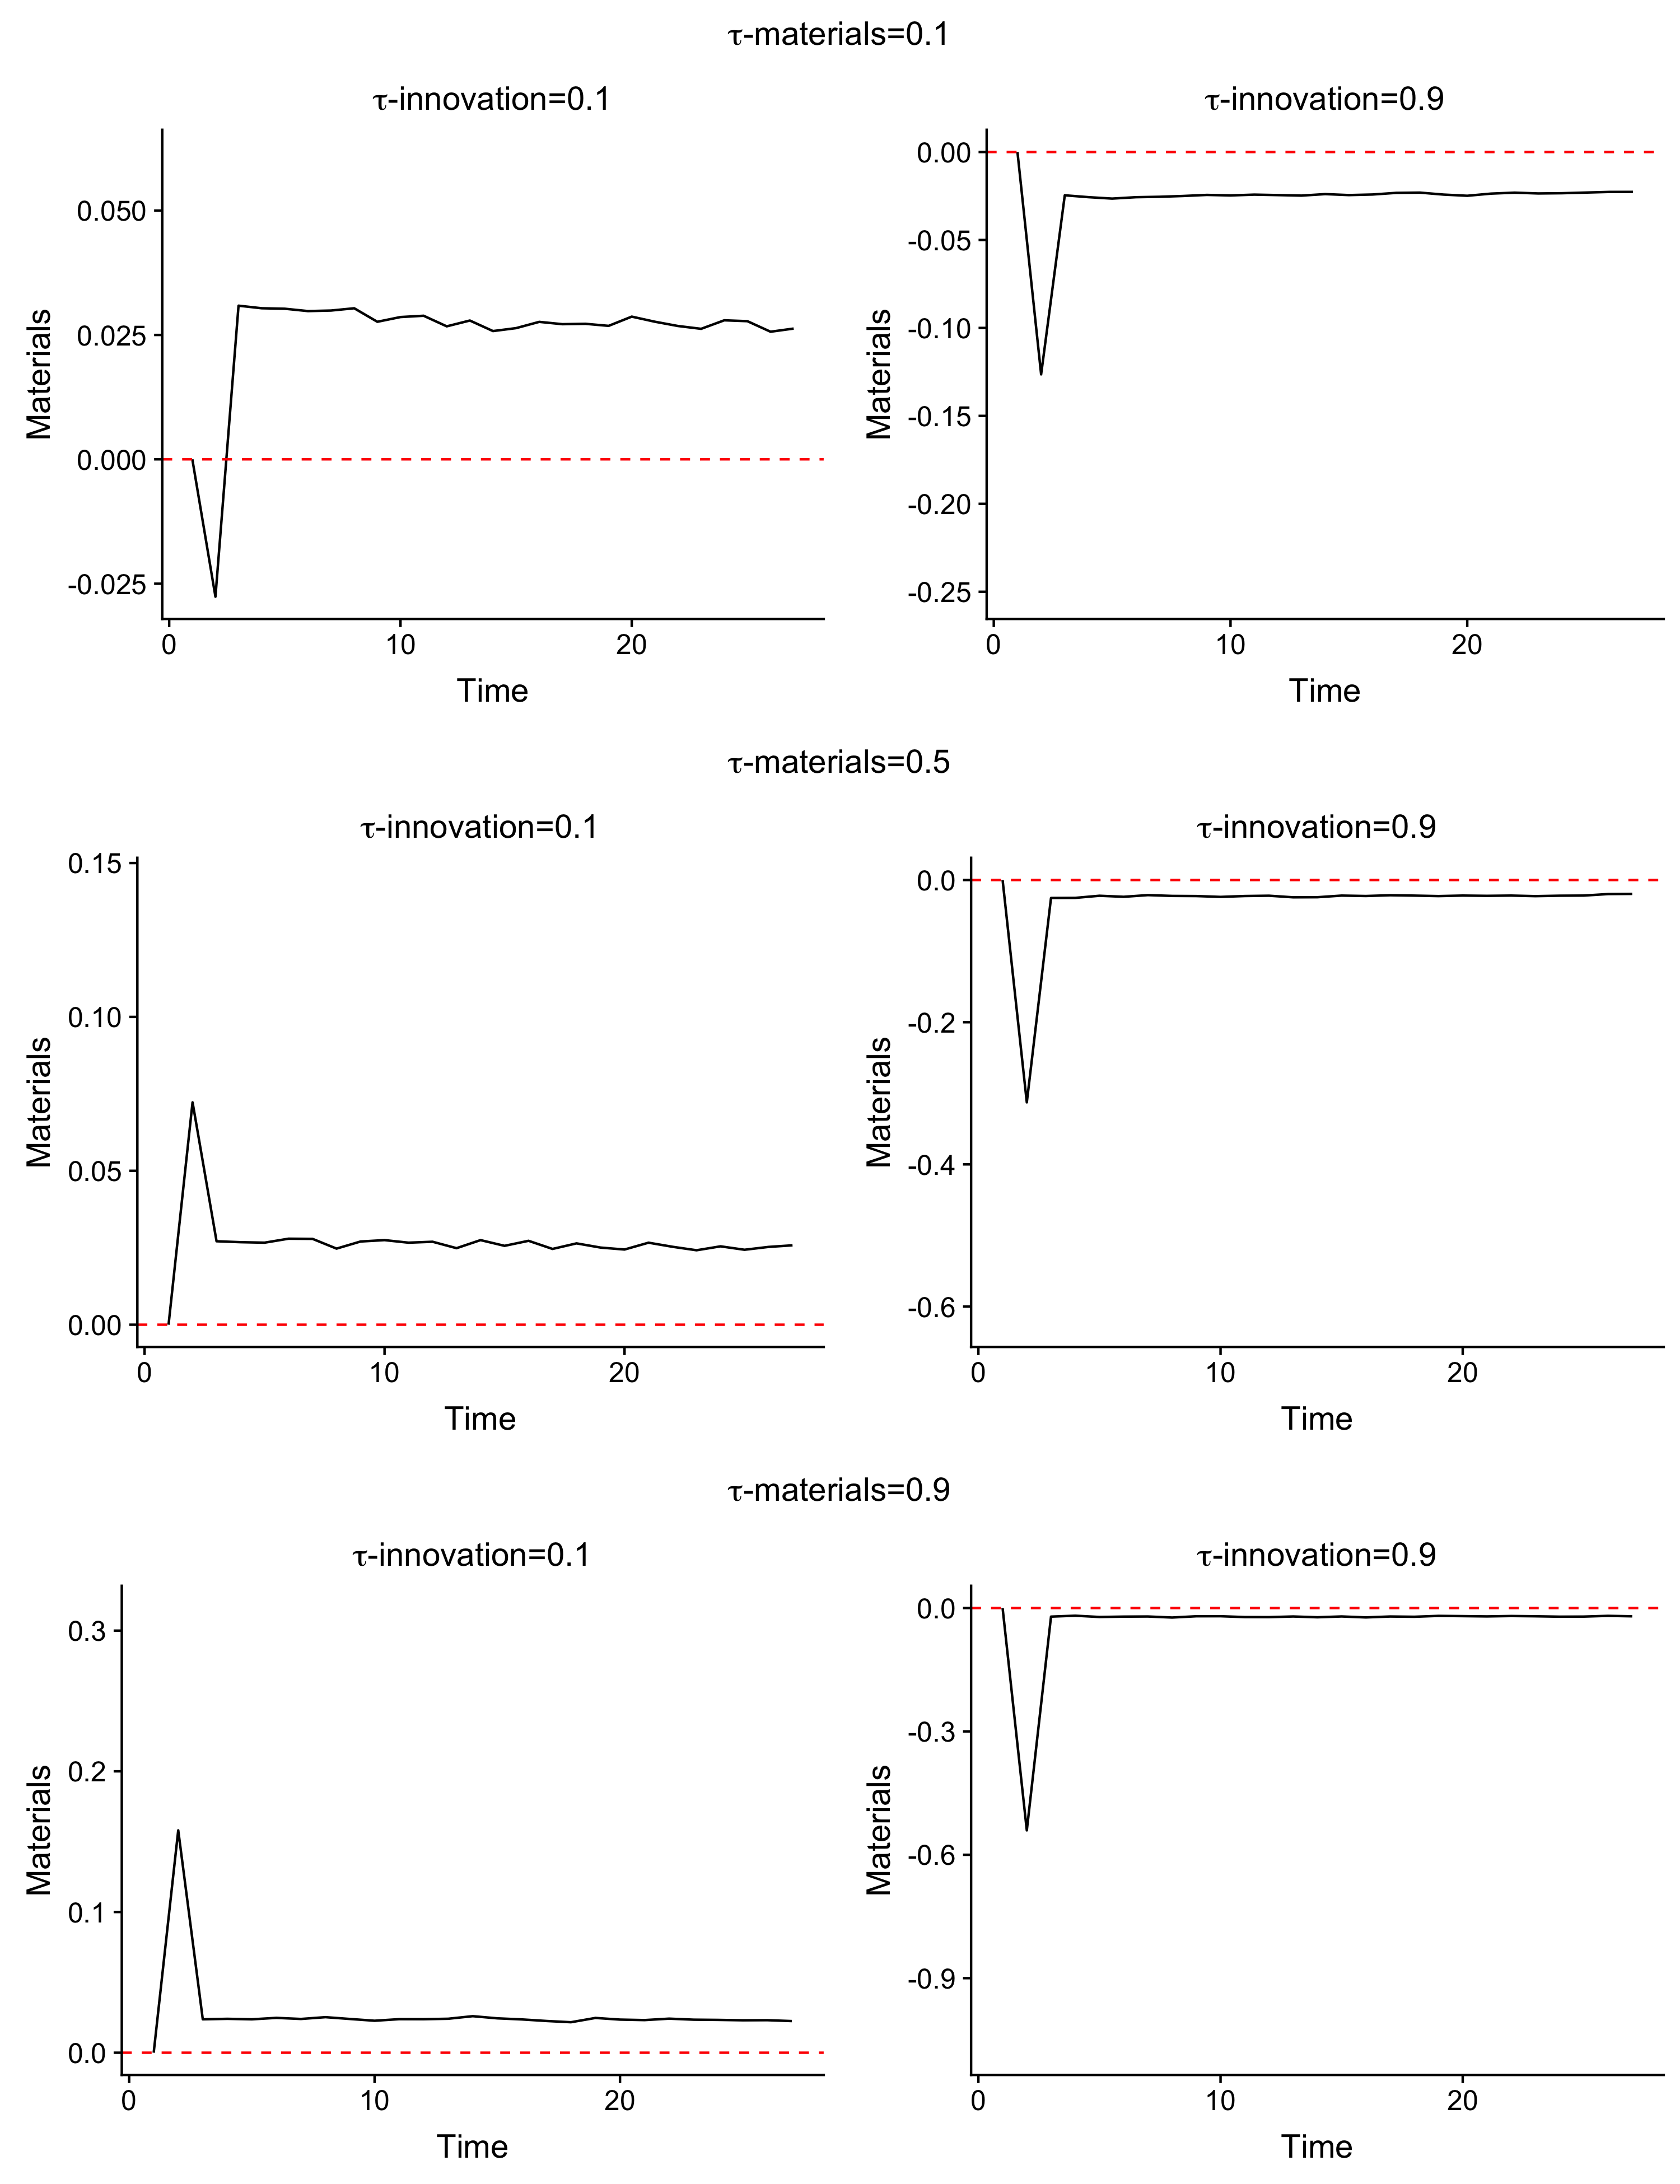 τ-materials=0.1
τ-innovation=0.1
0.050
0.025
0.000
-0.025
Materials
0
10
20
Time
τ-innovation=0.9
0.00
-0.05
-0.10
-0.15
-0.20
-0.25
Materials
0
10
20
Time
τ-materials=0.5
τ-innovation=0.1
0.15
0.10
0.05
0.00
Materials
0
10
20
Time
τ-innovation=0.9
0.0
-0.2
-0.4
-0.6
Materials
0
10
20
Time
τ-materials=0.9
τ-innovation=0.1
0.3
0.2
0.1
0.0
Materials
0
10
20
Time
τ-innovation=0.9
0.0
-0.3
-0.6
-0.9
Materials
0
10
20
Time